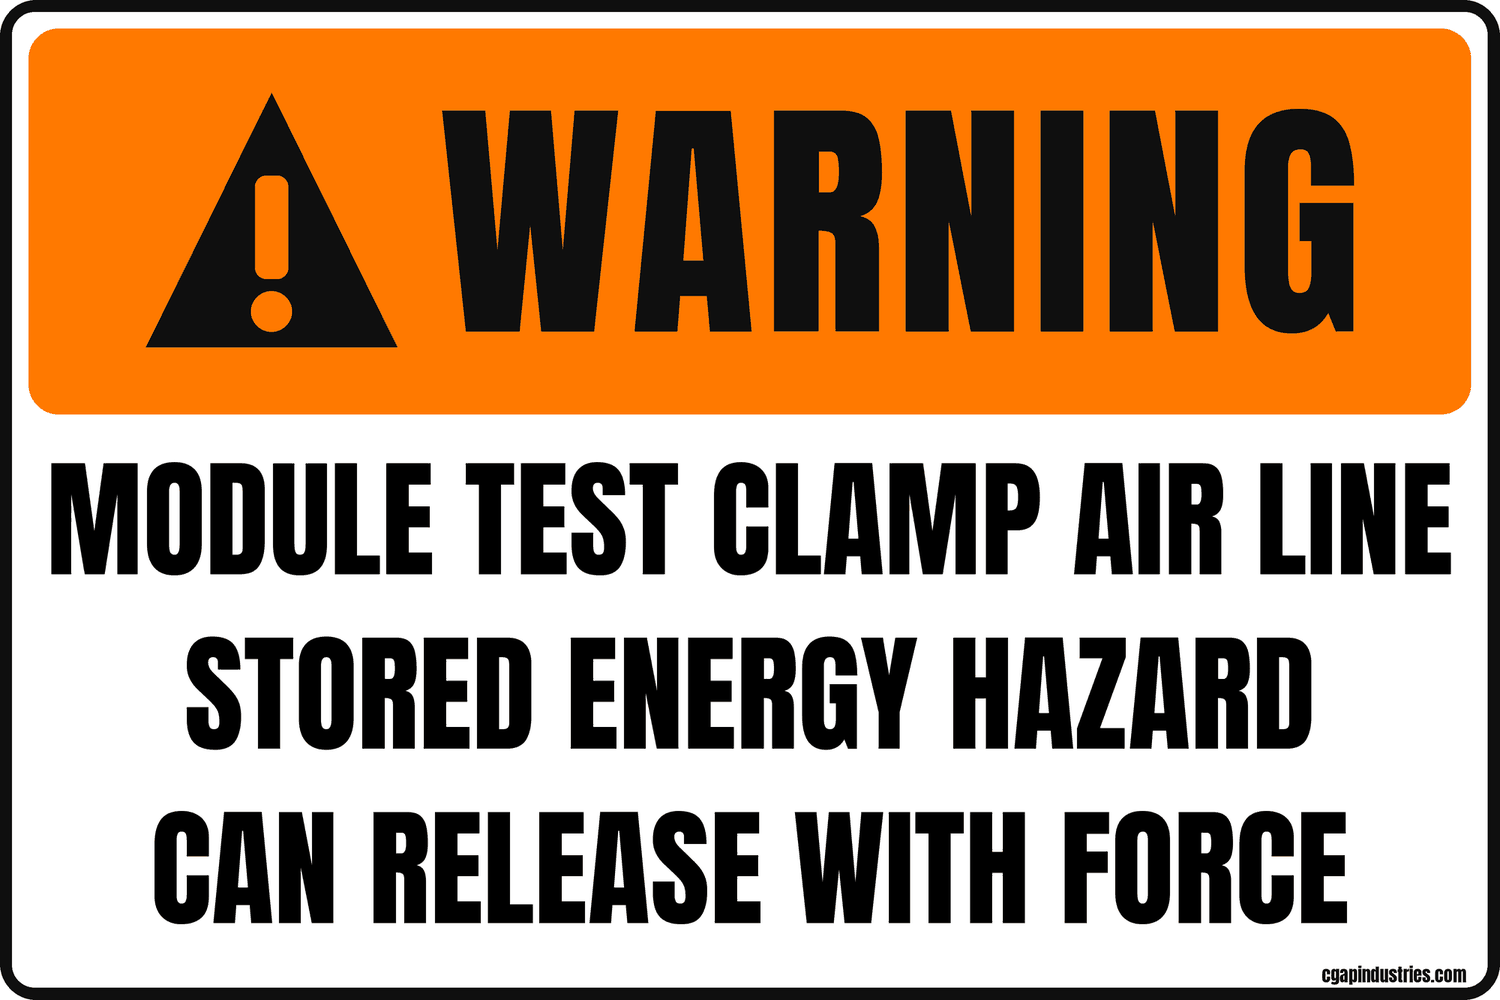 WARNING
MODULE TEST CLAMP AIR LINE
STORED ENERGY HAZARD
CAN RELEASE WITH FORCE
cgapindustries.com